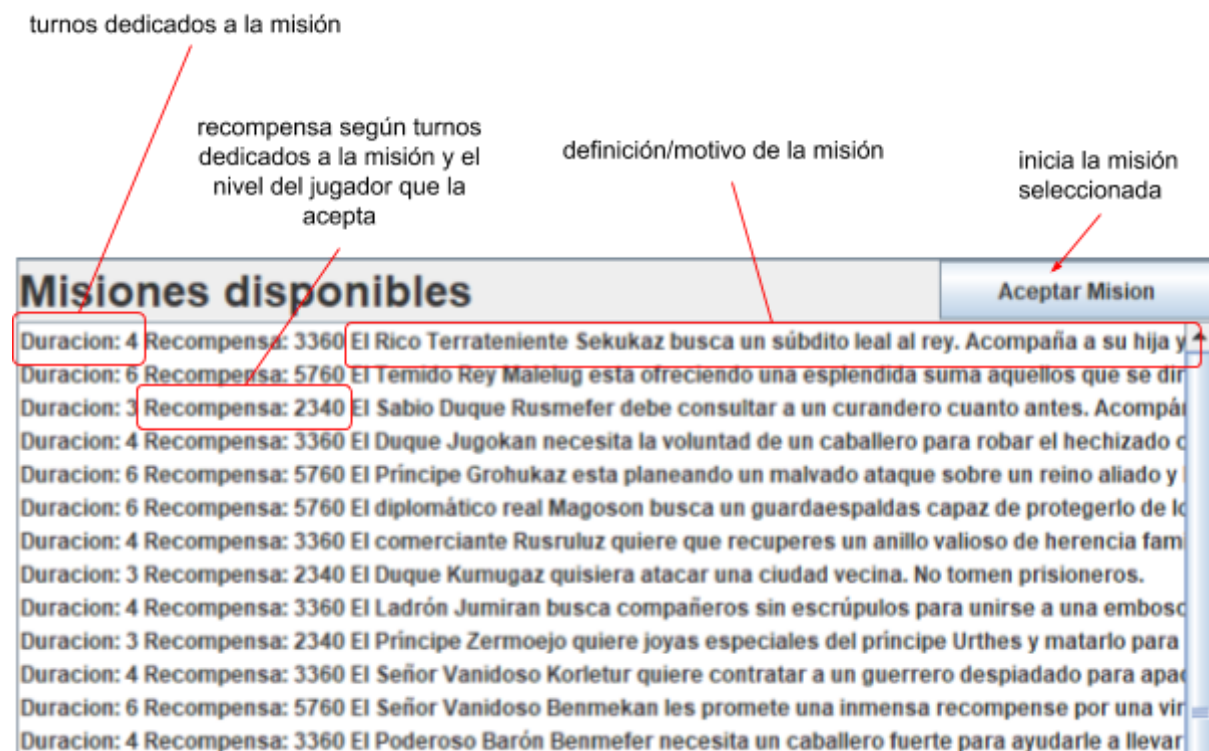 turnos dedicados a la misión
recompensa según turnos
dedicados a la misión y el
nivel del jugador que la
acepta
definición/motivo de la misión
inicia la misión
seleccionada
Misiones disponibles
Aceptar Mision
Duracion: 4 Recompensa: 3360 El Rico Terrateniente Sekukaz busca un súbdito leal al rey. Acompaña a su hija y
Duracion: 6 Recompensa: 5760 El Temido Rey Malelug esta ofreciendo una esplendida suma aquellos que se dir
Duracion: 3 Recompensa: 2340 El Sabio Duque Rusmefer debe consultar a un curandero cuanto antes. Acompáñ
Duracion: 4 Recompensa: 3360 El Duque Jugokan necesita la voluntad de un caballero para robar el hechizado
Duracion: 6 Recompensa: 5760 El Príncipe Grohukaz esta planeando un malvado ataque sobre un reino aliado y
Duracion: 6 Recompensa: 5760 El diplomático real Magoson busca un guardaespaldas capaz de protegerlo de lo
Duracion: 4 Recompensa: 3360 El comerciante Rusruluz quiere que recuperes un anillo valioso de herencia fam
Duracion: 3 Recompensa: 2340 El Duque Kumugaz quisiera atacar una ciudad vecina. No tomen prisioneros.
Duracion: 4 Recompensa: 3360 El Ladrón Jumiran busca compañeros sin escrúpulos para unirse a una embosc
Duracion: 3 Recompensa: 2340 El Príncipe Zermoejo quiere joyas especiales del príncipe Urthes y matarlo para
Duracion: 4 Recompensa: 3360 El Señor Vanidoso Korletur quiere contratar a un guerrero despiadado para apac
Duracion: 6 Recompensa: 5760 El Señor Vanidoso Benmekan les promete una inmensa recompense por una vir
Duracion: 4 Recompensa: 3360 El Poderoso Barón Benmefer necesita un caballero fuerte para ayudarle a llevar